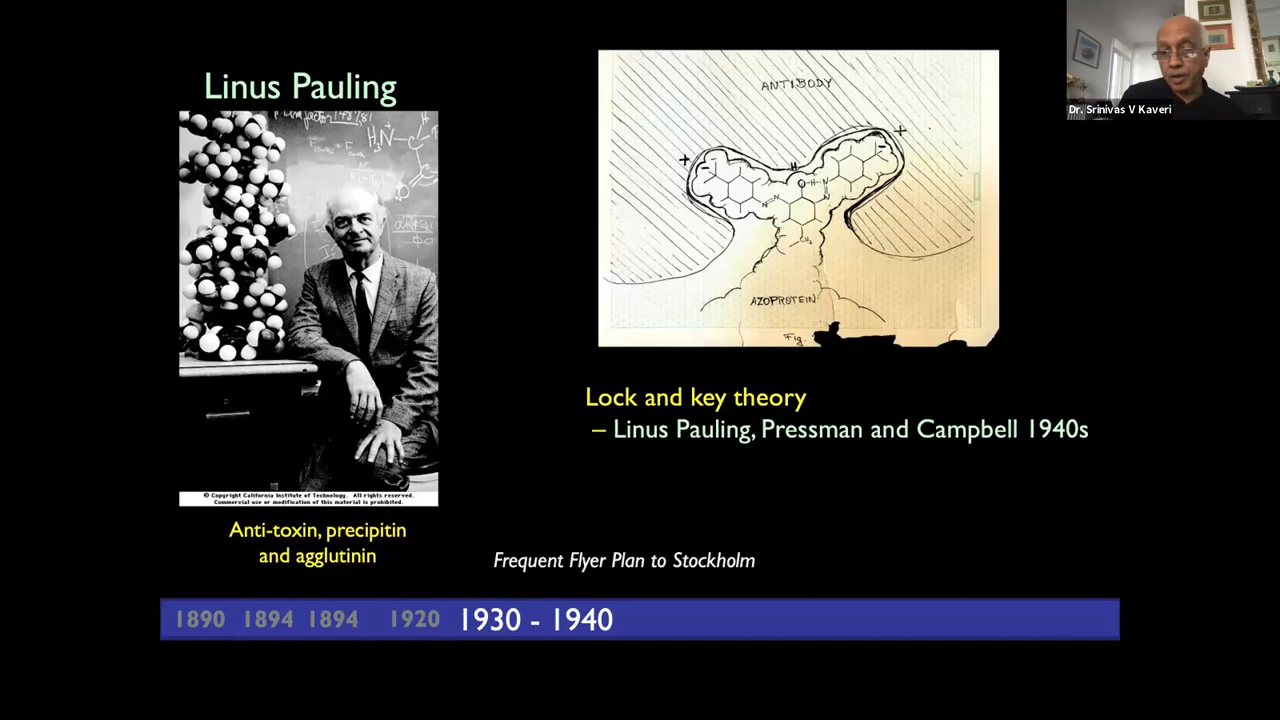 Linus Pauling
© Copyright California Institute of Technology. All rights reserved.
Commercial use or modification of this material is prohibited.
Anti-toxin, precipitin
and agglutinin
ANTIBODY
AZOPROTEIN
Fig.
Lock and key theory
– Linus Pauling, Pressman and Campbell 1940s
Frequent Flyer Plan to Stockholm
1890 1894 1894 1920 1930 - 1940
Dr. Srinivas V Kaveri